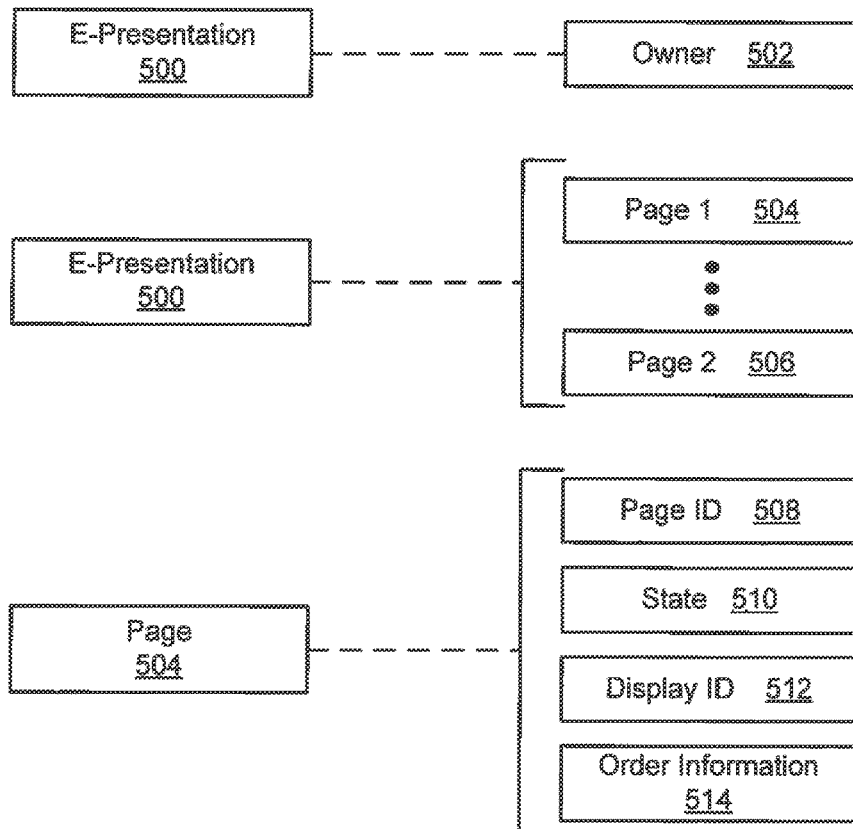 E-Presentation
500
Owner 502
E-Presentation
500
Page 1 504
Page 2 506
Page
504
Page ID 508
State 510
Display ID 512
Order Information
514